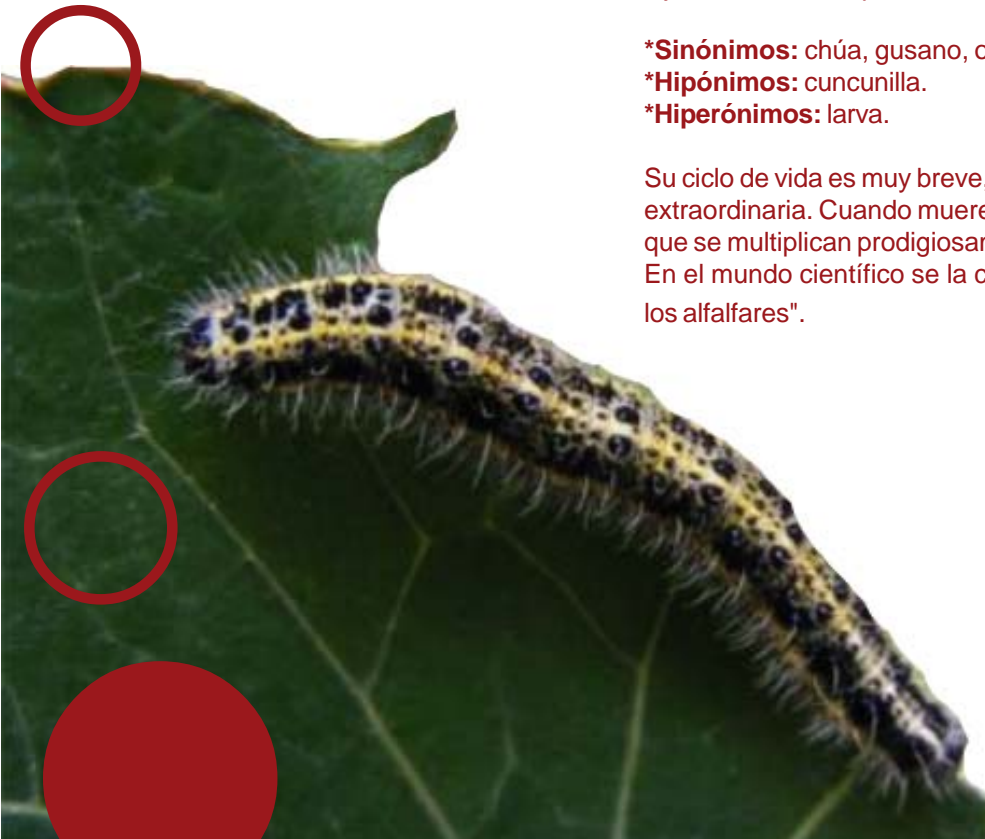 *Sinónimos: chúa, gusano,
*Hipónimos: cuncunilla.
*Hiperónimos: larva.
Su ciclo de vida es muy breve,
extraordinaria. Cuando muere
que se multiplican
En el mundo científico se la
los alfalfares".